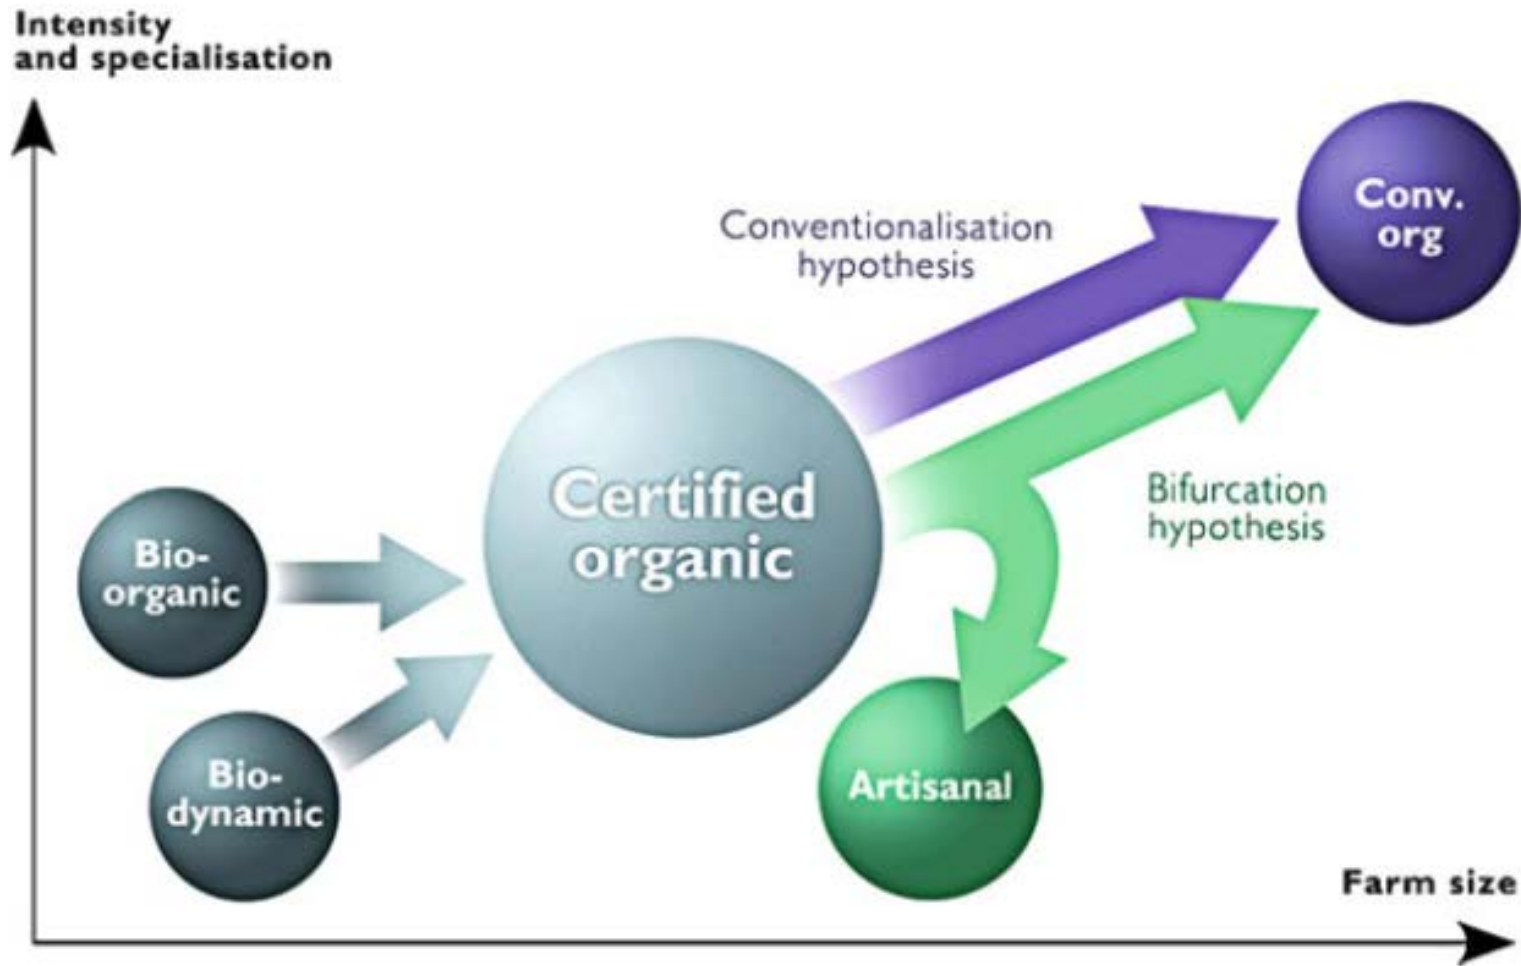 Intensity
and specialisation
Conv.
org
Conventionalisation
hypothesis
Certified
organic
Bifurcation
hypothesis
Bio-
organic
Bio-
dynamic
Artisanal
Farm size